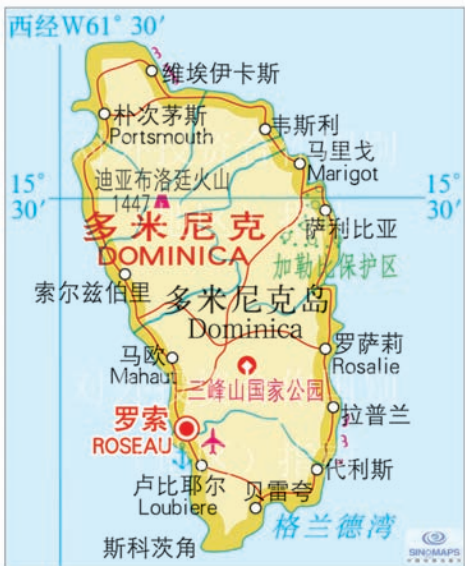 西经W61°30′
维埃伊卡斯
朴次茅斯
Portsmouth
韦斯利
马里戈
Marigot
15°
30′
15°
30′
迪亚布洛廷火山
1447
萨利比亚
多米尼克
DOMINICA
加勒比保护区
索尔兹伯里
多米尼克岛
Dominica
罗萨莉
Rosalie
马欧
Mahaut
三峰山国家公园
拉普兰
罗索
ROSEAU
代利斯
卢比耶尔
Loubiere
贝雷夸
格兰德湾
斯科茨角
SINOMAPS